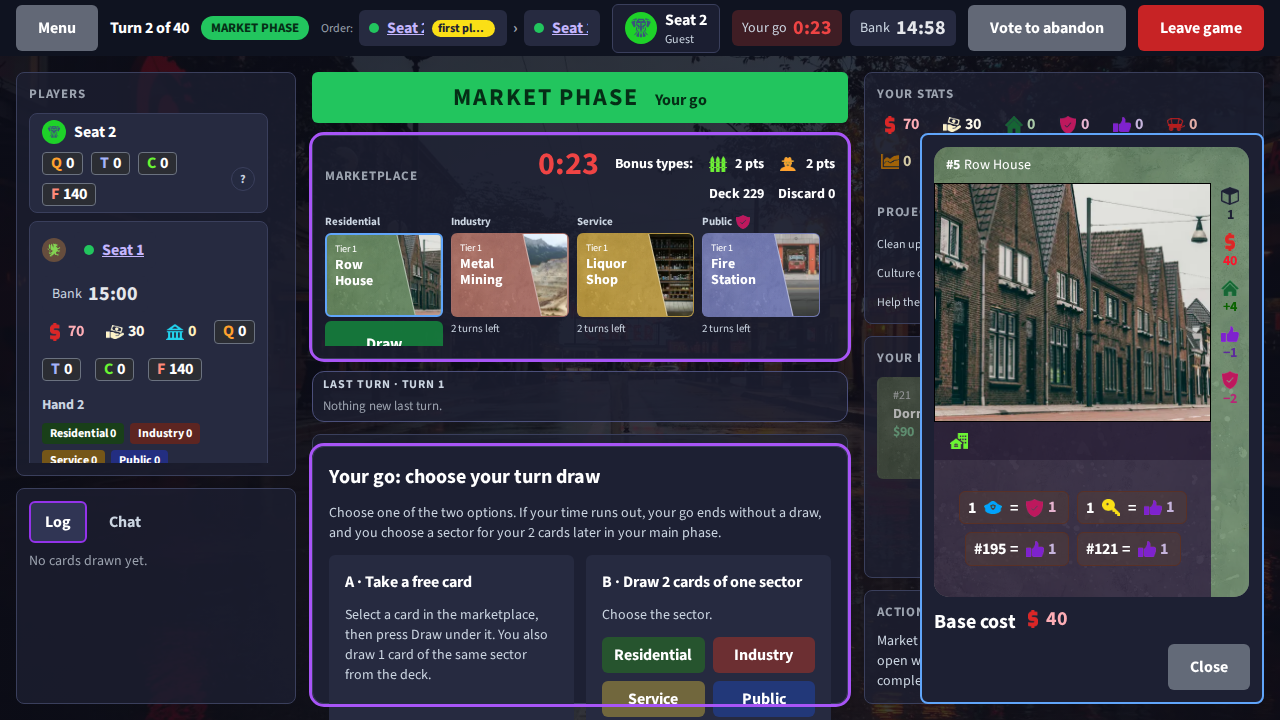 Menu
Turn 2 of 40
MARKET PHASE
Order:
Seat
first pl…
›
Seat
Seat 2
Guest
Your go 0:23
Bank 14:58
Vote to abandon
Leave game
PLAYERS
Seat 2
Q 0
T 0
C 0
F 140
?
Seat 1
Bank 15:00
70
30
0
Q 0
T 0
C 0
F 140
Hand 2
Residential 0
Industry 0
Service 0
Public 0
Log
Chat
No cards drawn yet.
MARKET PHASE Your go
MARKETPLACE
0:23
Bonus types:
2 pts
2 pts
Deck 229
Discard 0
Residential
Industry
Service
Public
Tier 1
Row
House
Tier 1
Metal
Mining
Tier 1
Liquor
Shop
Tier 1
Fire
Station
Draw
2 turns left
2 turns left
2 turns left
LAST TURN · TURN 1
Nothing new last turn.
Your go: choose your turn draw
Choose one of the two options. If your time runs out, your go ends without a draw,
and you choose a sector for your 2 cards later in your main phase.
A · Take a free card
Select a card in the marketplace,
then press Draw under it. You also
draw 1 card of the same sector
from the deck.
B · Draw 2 cards of one sector
Choose the sector.
Residential
Industry
Service
Public
YOUR STATS
70
30
0
0
0
0
0
PROJE
Clean up
Culture
Help the
YOUR
#21
Dorm
$90
ACTION
Market
open w
comple
#5 Row House
1
40
+4
−1
−2
1 = 1
1 = 1
#195 = 1
#121 = 1
Base cost 40
Close